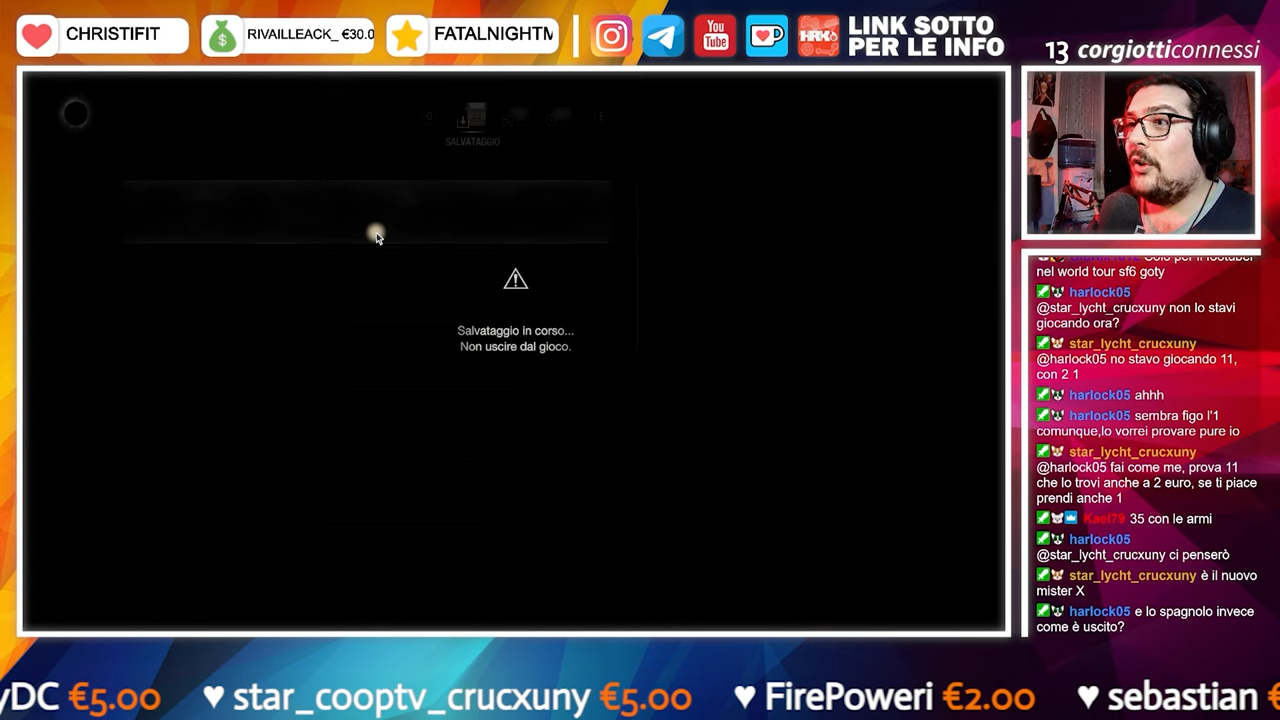 CHRISTIFIT
RIVAILLEACK_ €30.0
FATALNIGHTM
You
Tube
HRK
LINK SOTTO
PER LE INFO
13 corgiotticonnessi
Q
E
SALVATAGGIO
Salvataggio in corso...
Non uscire dal gioco.
nel world tour sf6 goty
harlock05
@star_lycht_crucxuny non lo stavi
giocando ora?
star_lycht_crucxuny
@harlock05 no stavo giocando 11,
con 2 1
harlock05 ahhh
harlock05 sembra figo l'1
comunque,lo vorrei provare pure io
star_lycht_crucxuny
@harlock05 fai come me, prova 11
che lo trovi anche a 2 euro, se ti piace
prendi anche 1
Kael79 35 con le armi
harlock05
@star_lycht_crucxuny ci penserò
star_lycht_crucxuny è il nuovo
mister X
harlock05 e lo spagnolo invece
come è uscito?
yDC €5.00 ♥ star_cooptv_crucxuny €5.00 ♥ FirePoweri €2.00 ♥ sebastian €